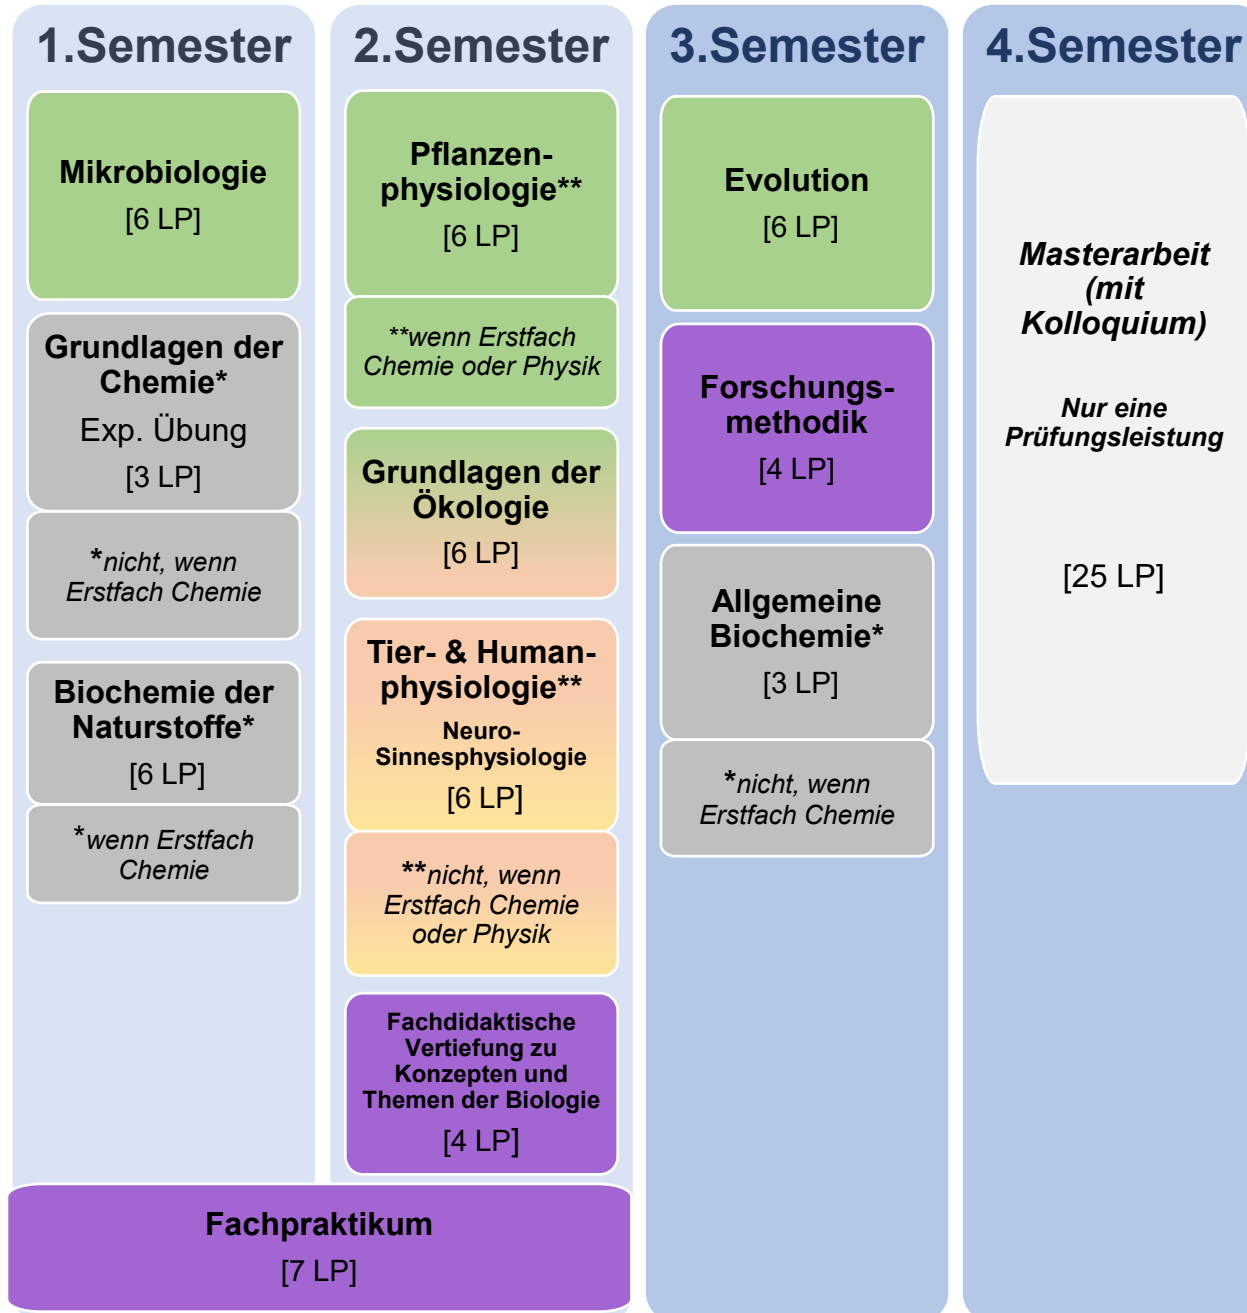 1.Semester
Mikrobiologie
[6 LP]
Grundlagen der
Chemie*
Exp. Übung
[3 LP]
*nicht, wenn
Erstfach Chemie
Biochemie der
Naturstoffe*
[6 LP]
*wenn Erstfach
Chemie
2.Semester
Pflanzen-
physiologie**
[6 LP]
**wenn Erstfach
Chemie oder Physik
Grundlagen der
Ökologie
[6 LP]
Tier- & Human-
physiologie**
Neuro-
Sinnesphysiologie
[6 LP]
**nicht, wenn
Erstfach Chemie
oder Physik
Fachdidaktische
Vertiefung zu
Konzepten und
Themen der Biologie
[4 LP]
Fachpraktikum
[7 LP]
3.Semester
Evolution
[6 LP]
Forschungs-
methodik
[4 LP]
Allgemeine
Biochemie*
[3 LP]
*nicht, wenn
Erstfach Chemie
4.Semester
Masterarbeit
(mit
Kolloquium)
Nur eine
Prüfungsleistung
[25 LP]